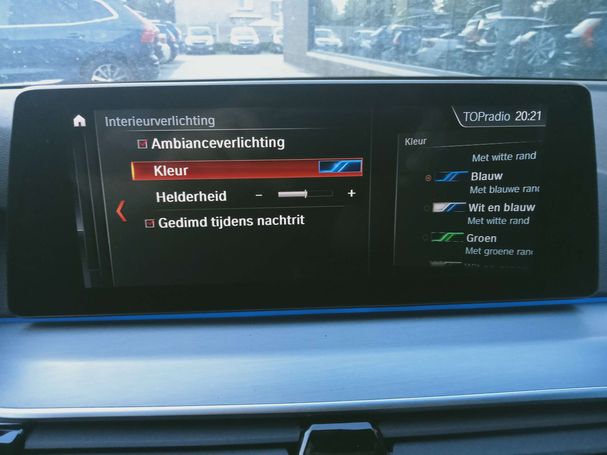 Interieurverlichting
TOPradio 20:21
Ambianceverlichting
Kleur
Helderheid - +
Gedimd tijdens nachtrit
Kleur
Met witte rand
Blauw
Met blauwe rand
Wit en blauw
Met witte rand
Groen
Met groene rand